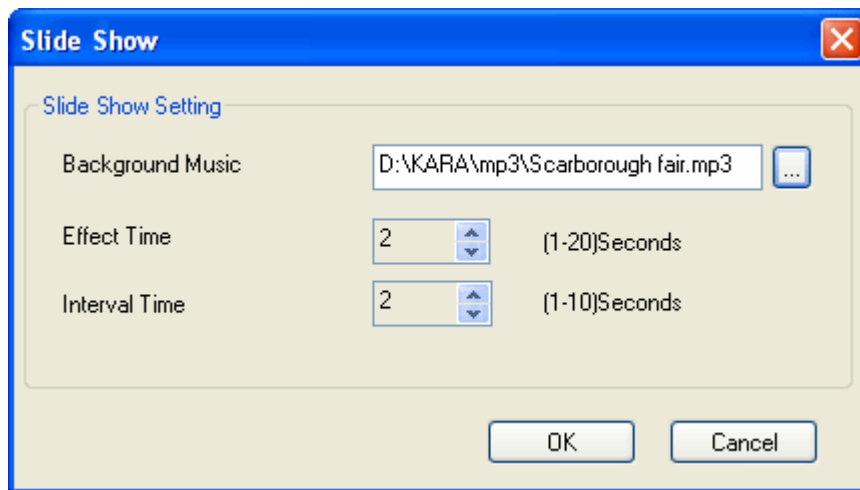 Slide Show
Slide Show Setting
Background Music D:\KARA\mp3\Scarborough fair.mp3 ...
Effect Time 2 (1-20)Seconds
Interval Time 2 (1-10)Seconds
OK Cancel